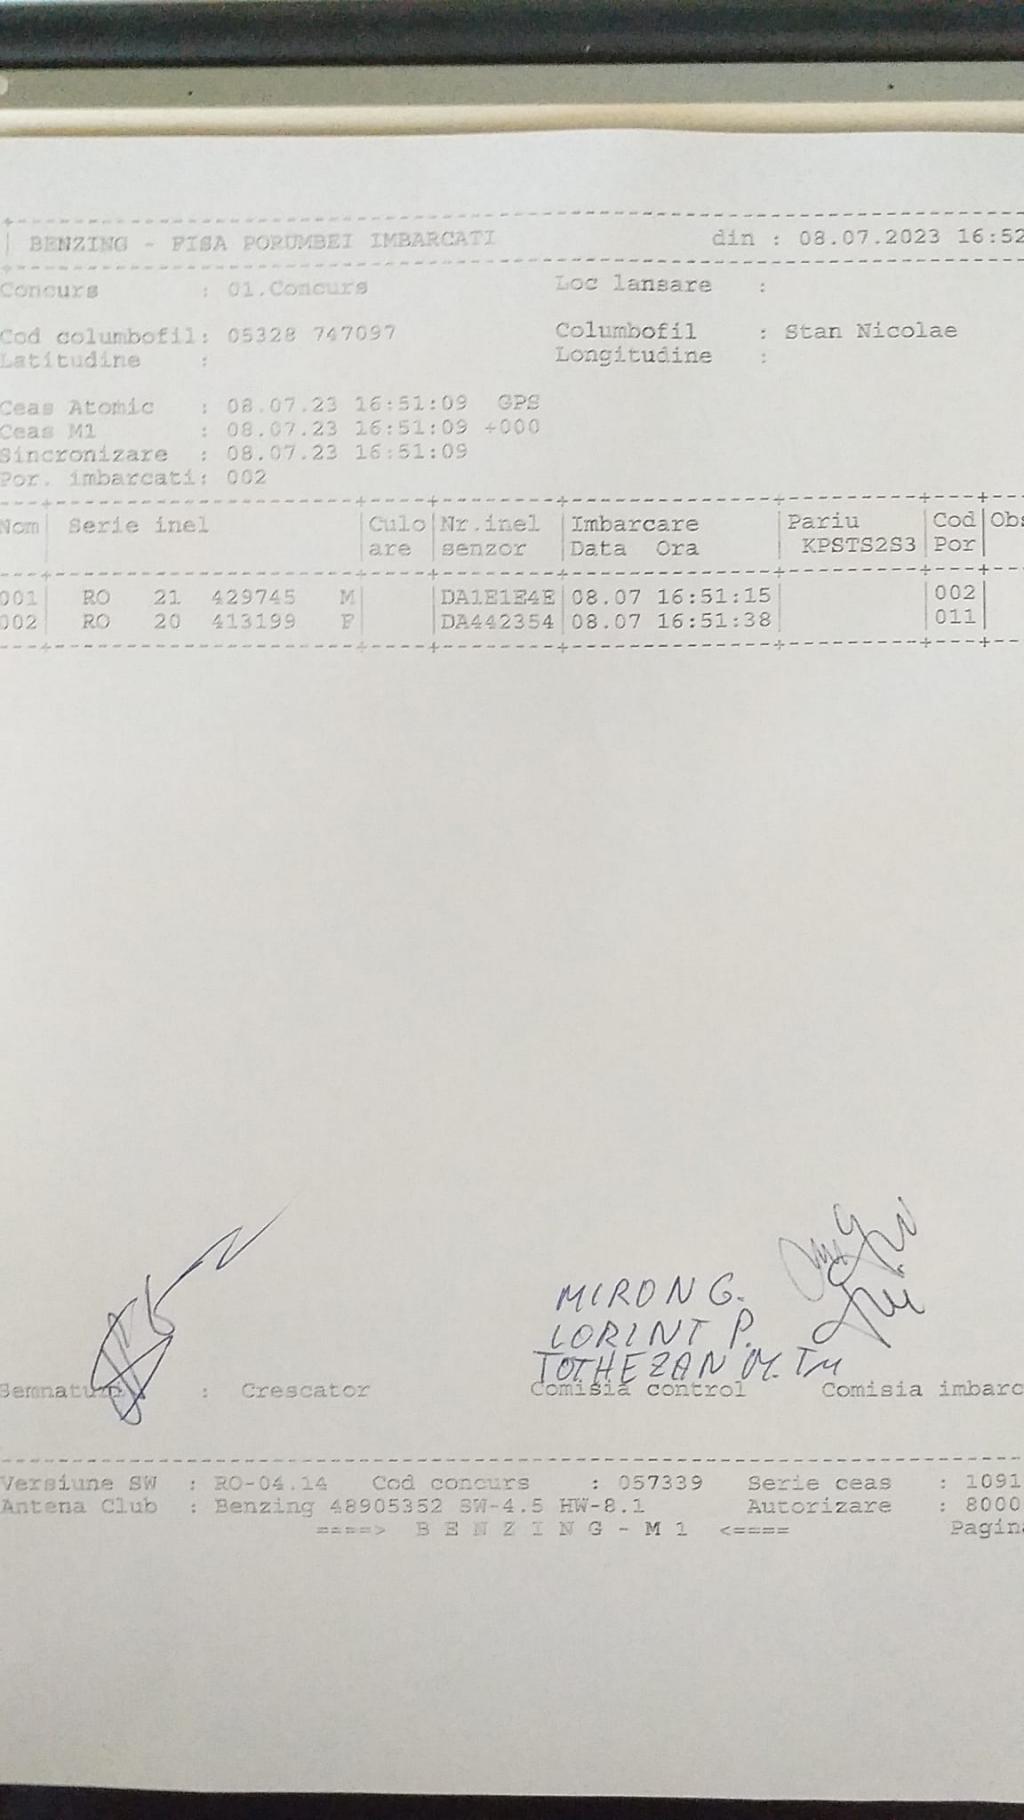 BENZING - FISA PORUMBEI IMBARCATI din : 08.07.2023 16:52
Concurs : 01.Concurs Loc lansare :
Cod columbofil: 05328 747097 Columbofil : Stan Nicolae
Latitudine : Longitudine :
Ceas Atomic : 08.07.23 16:51:09 GPS
Ceas M1 : 08.07.23 16:51:09 +000
Sincronizare : 08.07.23 16:51:09
Por. imbarcati: 002
Nom Serie inel Culo Nr.inel Imbarcare Pariu Cod Obs
are senzor Data Ora KPSTS2S3 Por
001 RO 21 429745 M DA1E1E4E 08.07 16:51:15 002
002 RO 20 413199 F DA442354 08.07 16:51:38 011
MIRON G.
LORINT P.
TOTHEZAN M.
Semnaturi : Crescator Comisia control Comisia imbarc
Versiune SW : RO-04.14 Cod concurs : 057339 Serie ceas : 1091
Antena Club : Benzing 48905352 SW-4.5 HW-8.1 Autorizare : 8000
====> B E N Z I N G - M 1 <==== Pagin